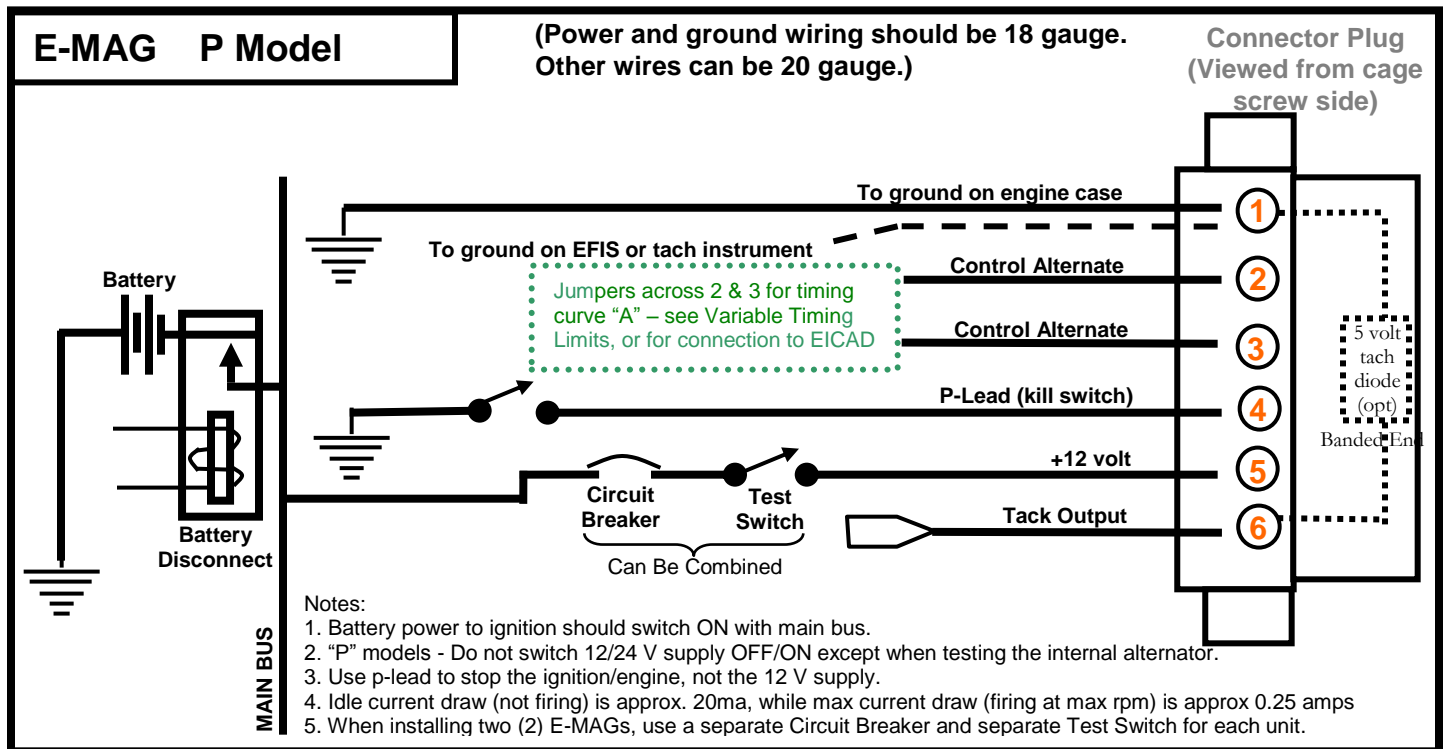 E-MAG P Model
(Power and ground wiring should be 18 gauge.
Other wires can be 20 gauge.)
Connector Plug
(Viewed from cage
screw side)
To ground on engine case
1
To ground on EFIS or tach instrument
Control Alternate
2
Battery
Jumpers across 2 & 3 for timing
curve “A” – see Variable Timing
Limits, or for connection to EICAD
Control Alternate
3
5 volt
tach
diode
(opt)
Banded End
P-Lead (kill switch)
4
+12 volt
5
Circuit
Breaker
Test
Switch
Can Be Combined
Tack Output
6
Battery
Disconnect
MAIN BUS
Notes:
1. Battery power to ignition should switch ON with main bus.
2. “P” models - Do not switch 12/24 V supply OFF/ON except when testing the internal alternator.
3. Use p-lead to stop the ignition/engine, not the 12 V supply.
4. Idle current draw (not firing) is approx. 20ma, while max current draw (firing at max rpm) is approx 0.25 amps
5. When installing two (2) E-MAGs, use a separate Circuit Breaker and separate Test Switch for each unit.